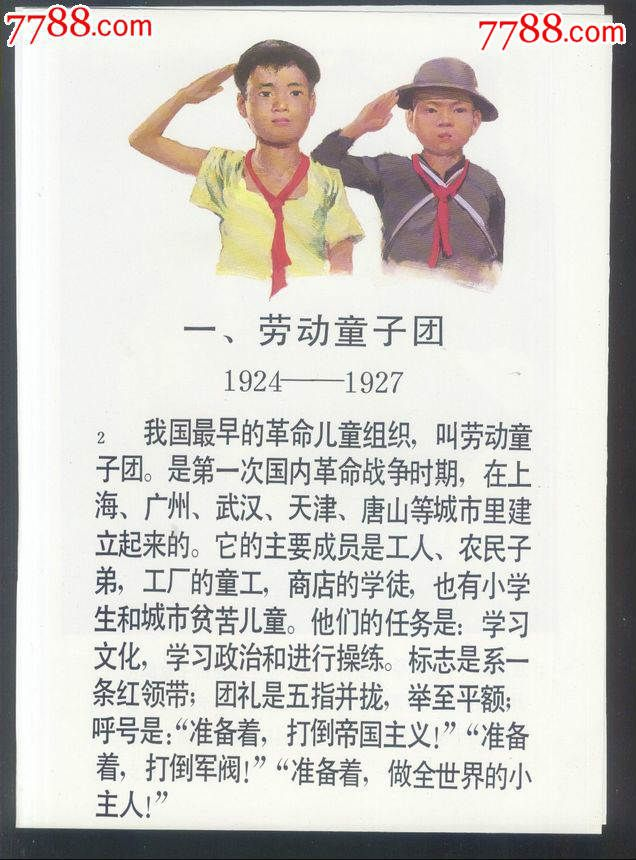 7788.com
7788.com
一、劳动童子团
1924——1927
2 我国最早的革命儿童组织，叫劳动童
子团。是第一次国内革命战争时期，在上
海、广州、武汉、天津、唐山等城市里建
立起来的。它的主要成员是工人、农民子
弟，工厂的童工，商店的学徒，也有小学
生和城市贫苦儿童。他们的任务是：学习
文化，学习政治和进行操练。标志是系一
条红领带；团礼是五指并拢，举至平额；
呼号是：“准备着，打倒帝国主义！”“准备
着，打倒军阀！”“准备着，做全世界的小
主人！”